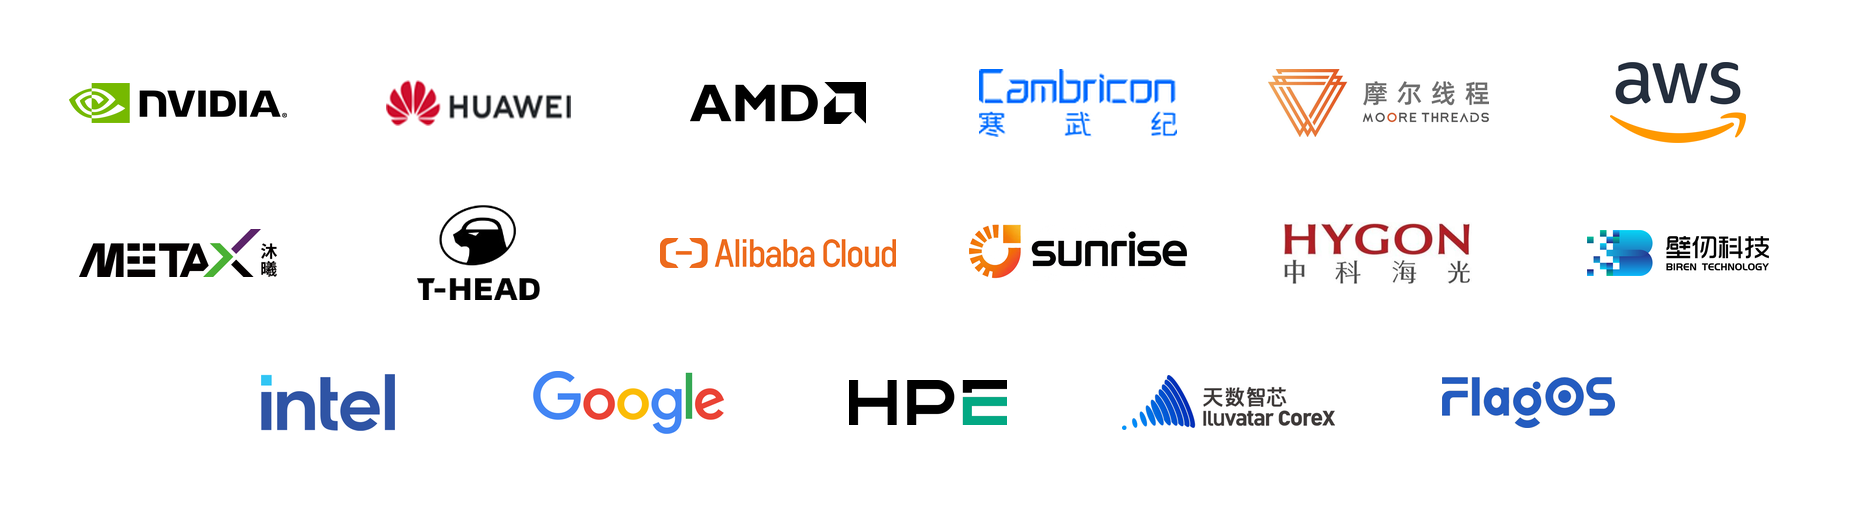 NVIDIA®
HUAWEI
AMD
Cambricon
寒武纪
摩尔线程
MOORE THREADS
aws
METAX 沐曦
T-HEAD
Alibaba Cloud
sunrise
HYGON
中科海光
壁仞科技
BIREN TECHNOLOGY
intel
Google
HPE
天数智芯
Iluvatar CoreX
FlagOS